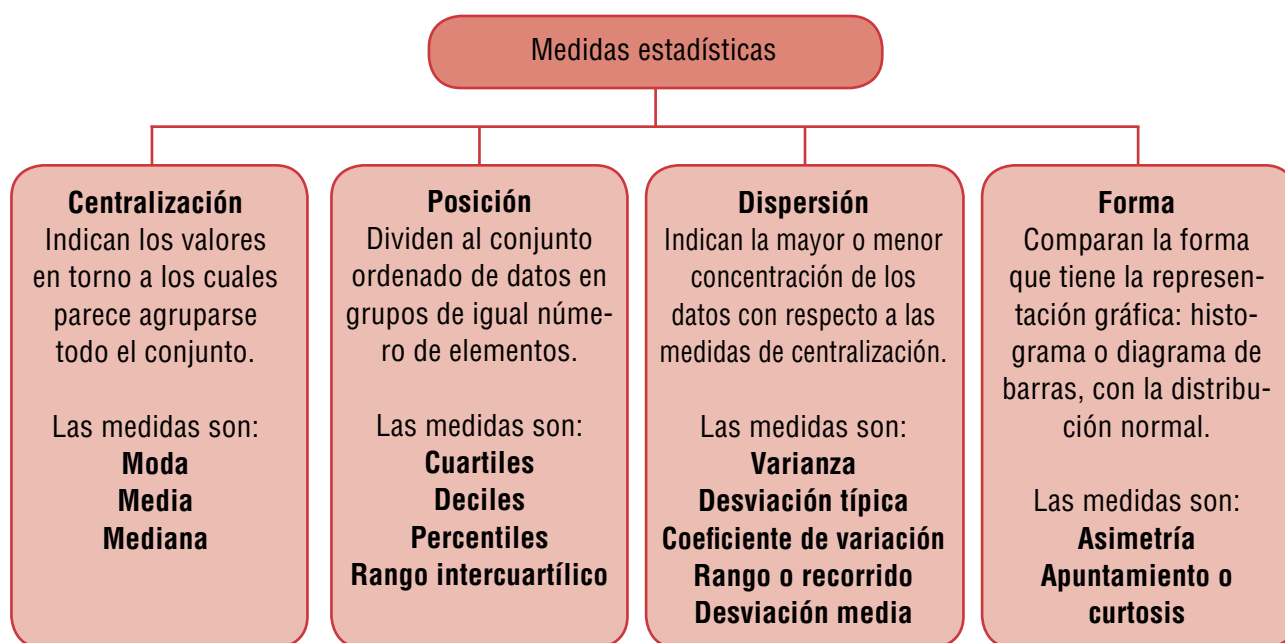 Medidas estadísticas
Centralización
Indican los valores
en torno a los cuales
parece agruparse
todo el conjunto.
Las medidas son:
Moda
Media
Mediana
Posición
Dividen al conjunto
ordenado de datos en
grupos de igual núme-
ro de elementos.
Las medidas son:
Cuartiles
Deciles
Percentiles
Rango intercuartílico
Dispersión
Indican la mayor o menor
concentración de los
datos con respecto a las
medidas de centralización.
Las medidas son:
Varianza
Desviación típica
Coeficiente de variación
Rango o recorrido
Desviación media
Forma
Comparan la forma
que tiene la represen-
tación gráfica: histo-
grama o diagrama de
barras, con la distribu-
ción normal.
Las medidas son:
Asimetría
Apuntamiento o
curtosis